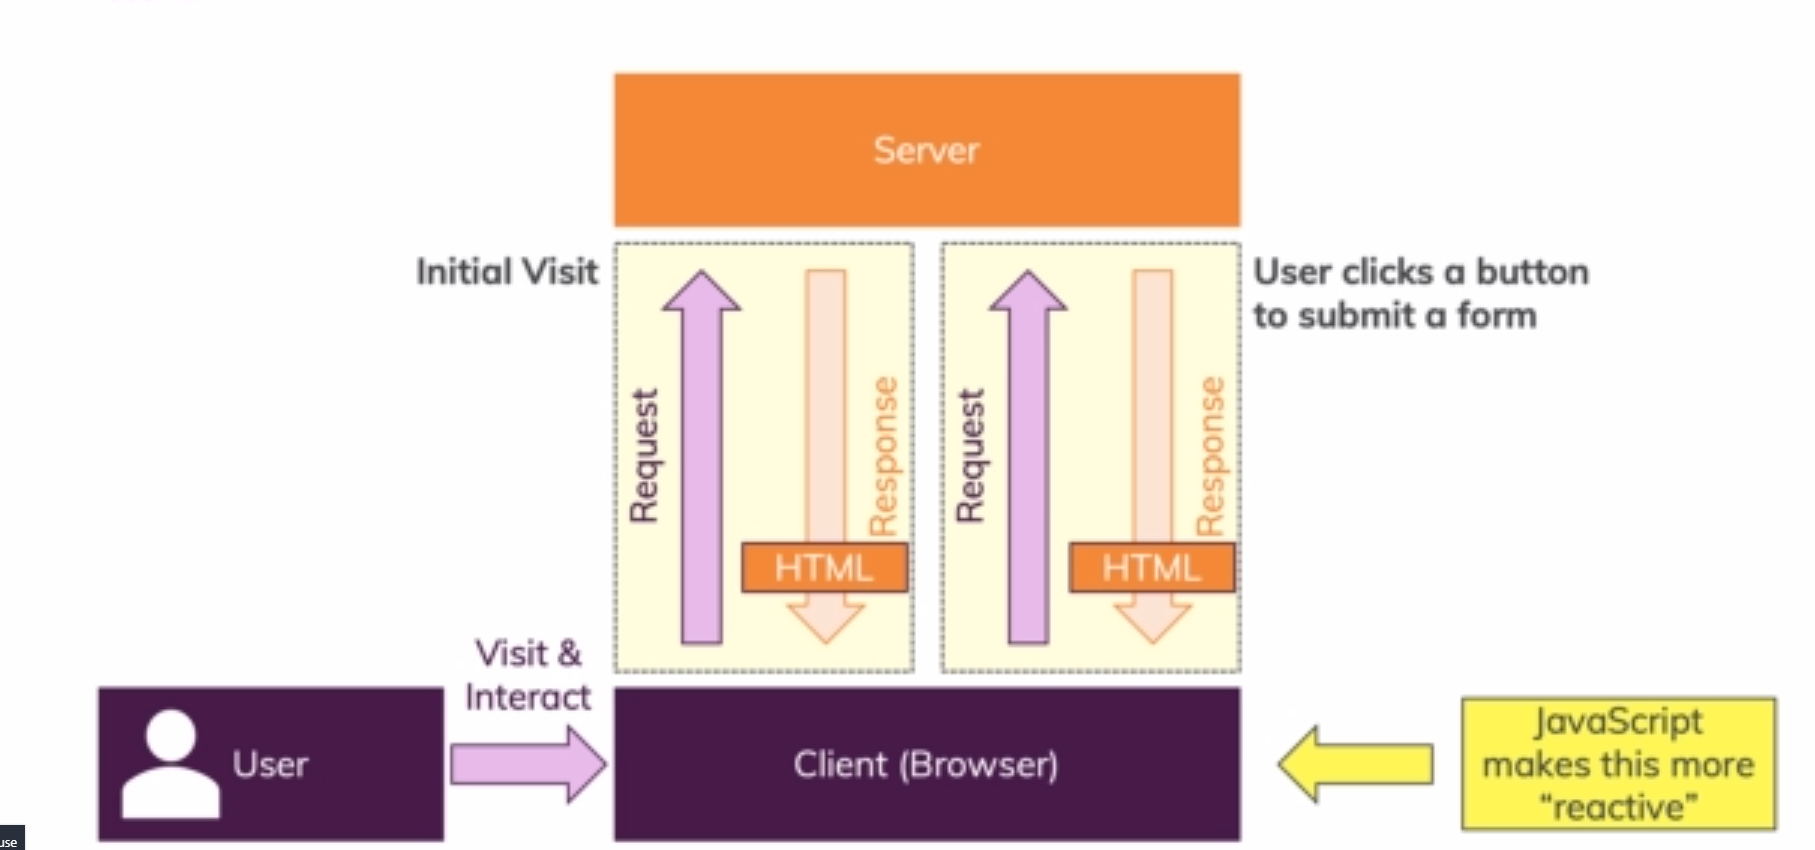 Server
Initial Visit
Request
Response
HTML
Request
Response
HTML
User clicks a button
to submit a form
Visit &
Interact
User
Client (Browser)
JavaScript
makes this more
“reactive”